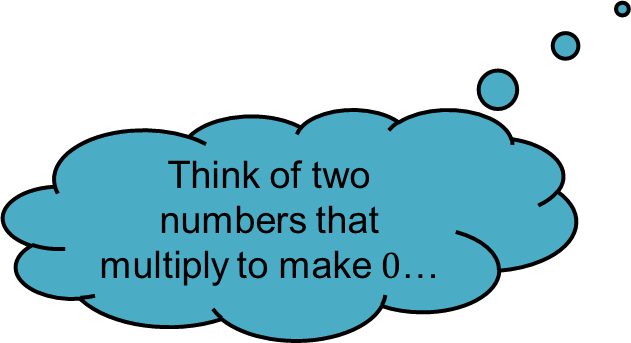 Think of two
numbers that
multiply to make 0…